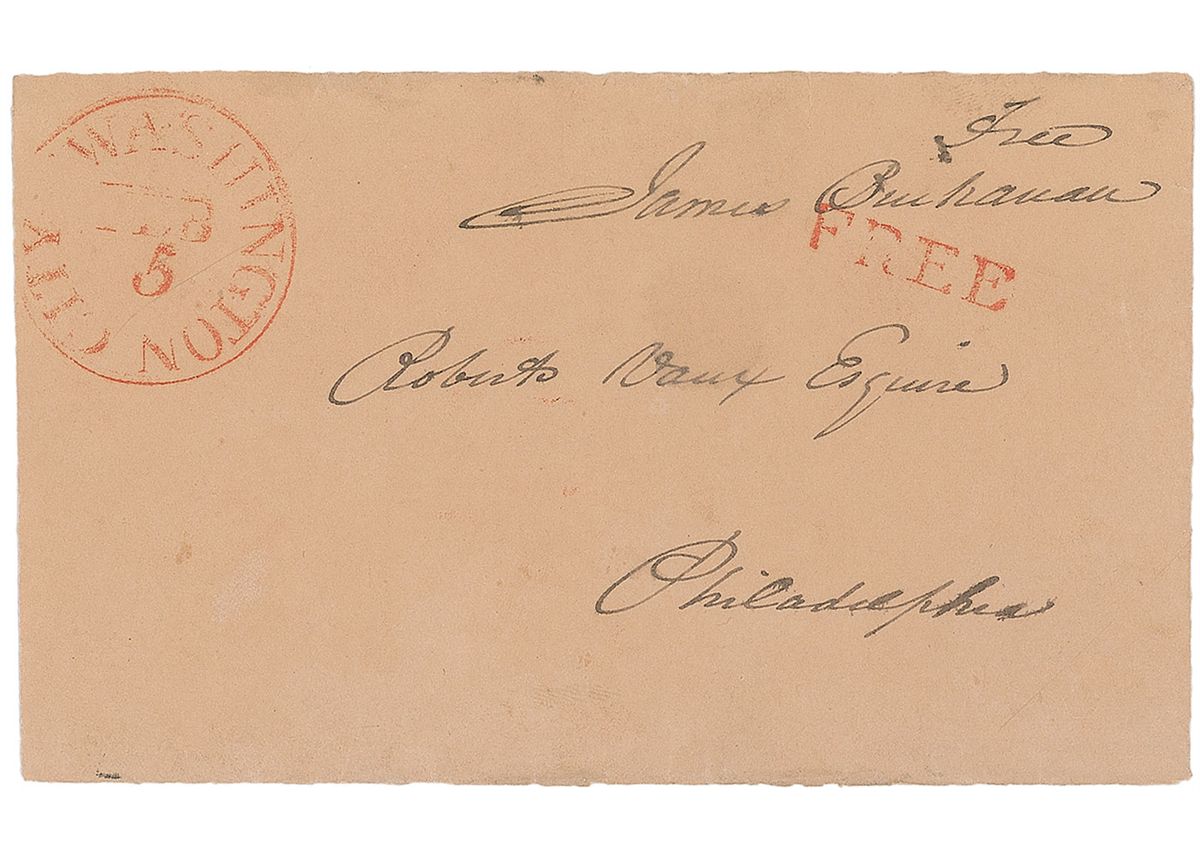 WASHINGTON CITY
5
Free
James Buchanan
FREE
Roberts Vaux Esquire
Philadelphia